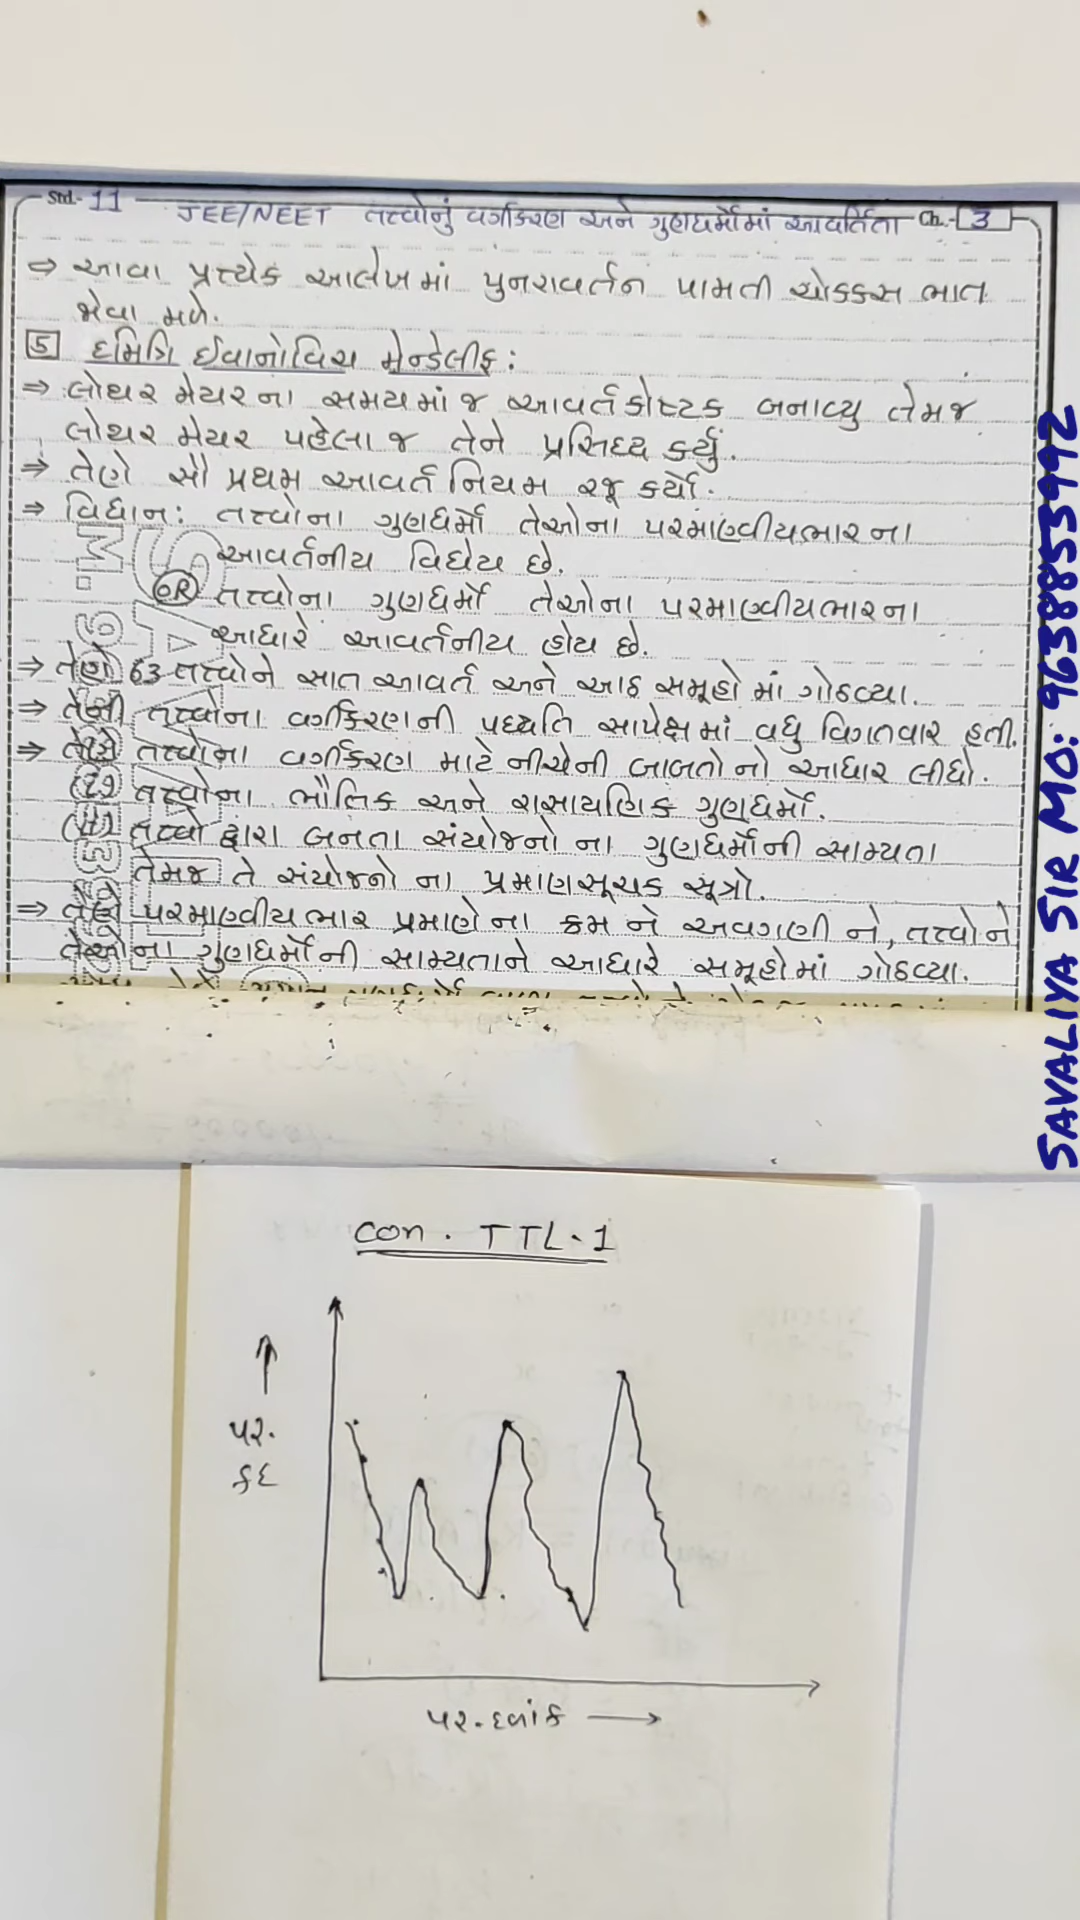 Std.- 11 JEE/NEET તત્ત્વોનું વર્ગીકરણ અને ગુણધર્મોમાં આવર્તિતા Ch.- 3
⇒ આવા પ્રત્યેક આલેખમાં પુનરાવર્તન પામતી ચોક્કસ ભાત
જોવા મળે.
5 દમિત્રિ ઈવાનોવિચ મેન્ડેલીફ :
⇒ લોથર મેયરના સમયમાં જ આવર્તકોષ્ટક બનાવ્યુ તેમજ
લોથર મેયર પહેલા જ તેને પ્રસિધ્ધ કર્યું.
⇒ તેણે સૌ પ્રથમ આવર્ત નિયમ રજૂ કર્યો.
⇒ વિધાન : તત્ત્વોના ગુણધર્મો તેઓના પરમાણ્વીયભારના
આવર્તનીય વિધેય છે.
OR તત્ત્વોના ગુણધર્મો તેઓના પરમાણ્વીયભારના
આધારે આવર્તનીય હોય છે.
⇒ તેણે 63 તત્ત્વોને સાત આવર્ત અને આઠ સમૂહોમાં ગોઠવ્યા.
⇒ તેની તત્ત્વોના વર્ગીકરણની પધ્ધતિ સાપેક્ષમાં વધુ વિગતવાર હતી.
⇒ તેણે તત્ત્વોના વર્ગીકરણ માટે નીચેની બાબતોનો આધાર લીધો.
તત્ત્વોના ભૌતિક અને રાસાયણિક ગુણધર્મો.
તત્ત્વો દ્વારા બનતા સંયોજનો ના ગુણધર્મોની સામ્યતા
તેમજ તે સંયોજનો ના પ્રમાણસૂચક સૂત્રો.
⇒ તેણે પરમાણ્વીયભાર પ્રમાણેના ક્રમ ને અવગણી ને, તત્ત્વોને
તેઓના ગુણધર્મોની સામ્યતાને આધારે સમૂહોમાં ગોઠવ્યા.
SAVALIYA SIR MO: 9638853992
Con. TTL-1
પર.
કદ
પર.ક્રમાંક